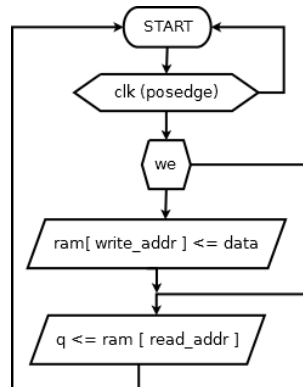 START
clk (posedge)
we
ram[ write_addr ] <= data
q <= ram [ read_addr ]